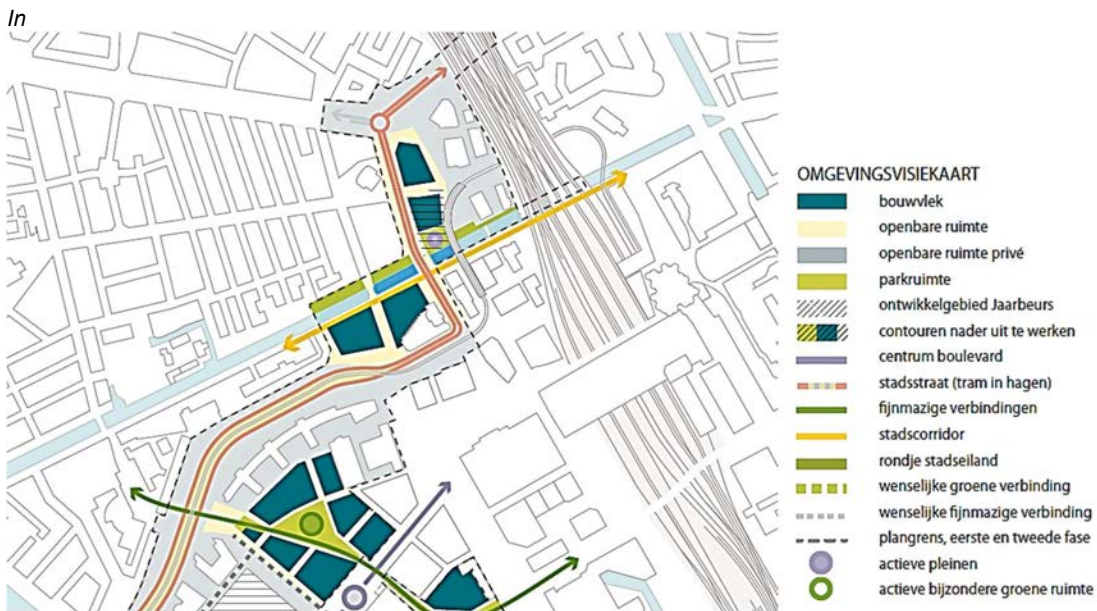 In
OMGEVINGSVISIEKAART
bouwvlek
openbare ruimte
openbare ruimte privé
parkruimte
ontwikkelgebied Jaarbeurs
contouren nader uit te werken
centrum boulevard
stadsstraat (tram in hagen)
fijnmazige verbindingen
stadscorridor
rondje stadseiland
wenselijke groene verbinding
wenselijke fijnmazige verbinding
plangrens, eerste en tweede fase
actieve pleinen
actieve bijzondere groene ruimte